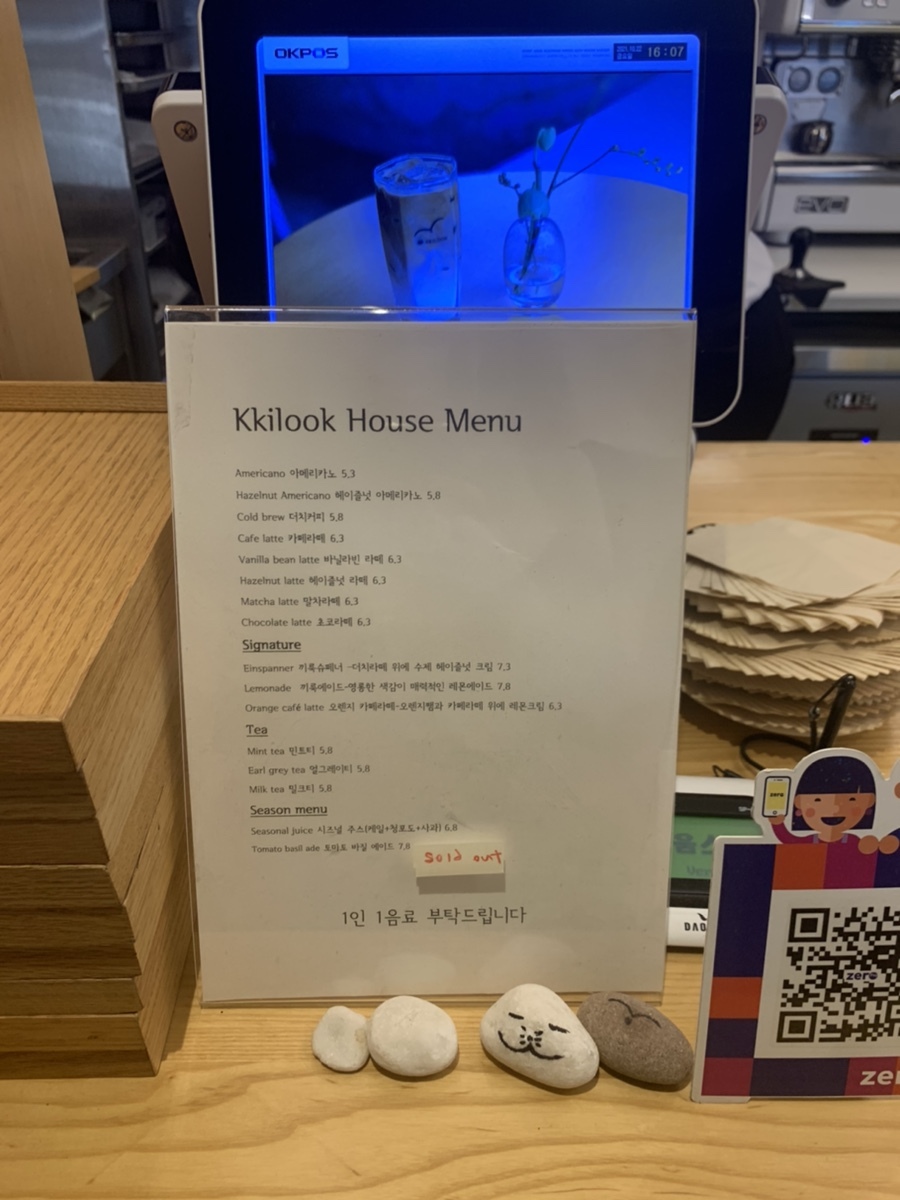 OKPOS
16:07
Kkilook House Menu
Americano 아메리카노 5,3
Hazelnut Americano 헤이즐넛 아메리카노 5,8
Cold brew 더치커피 5,8
Cafe latte 카페라떼 6,3
Vanilla bean latte 바닐라빈 라떼 6,3
Hazelnut latte 헤이즐넛 라떼 6,3
Matcha latte 말차라떼 6,3
Chocolate latte 초코라떼 6,3
Signature
Einspanner 끼룩슈페너 -더치라떼 위에 수제 헤이즐넛 크림 7,3
Lemonade 끼룩에이드-영롱한 색감이 매력적인 레몬에이드 7,8
Orange café latte 오렌지 카페라떼-오렌지쨈과 카페라떼 위에 레몬크림 6,3
Tea
Mint tea 민트티 5,8
Earl grey tea 얼그레이티 5,8
Milk tea 밀크티 5,8
Season menu
Seasonal juice 시즈널 주스(케일+청포도+사과) 6,8
Tomato basil ade 토마토 바질 에이드 7,8
sold out
1인 1음료 부탁드립니다
zero